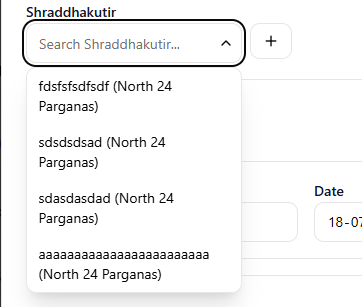 Shraddhakutir
Search Shraddhakutir...
+
fdsfsfsdfsdf (North 24
Parganas)
sdsdsdsad (North 24
Parganas)
sdasdasdad (North 24
Parganas)
Date
18-07
aaaaaaaaaaaaaaaaaaaaaaaa
(North 24 Parganas)